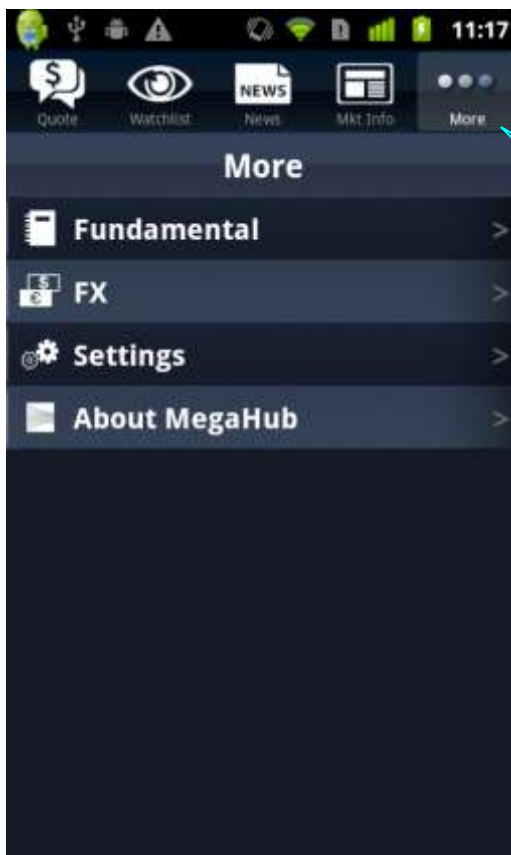 11:17
$
NEWS
Quote Watchlist News Mkt Info More
More
Fundamental >
$
€ FX >
Settings >
About MegaHub >